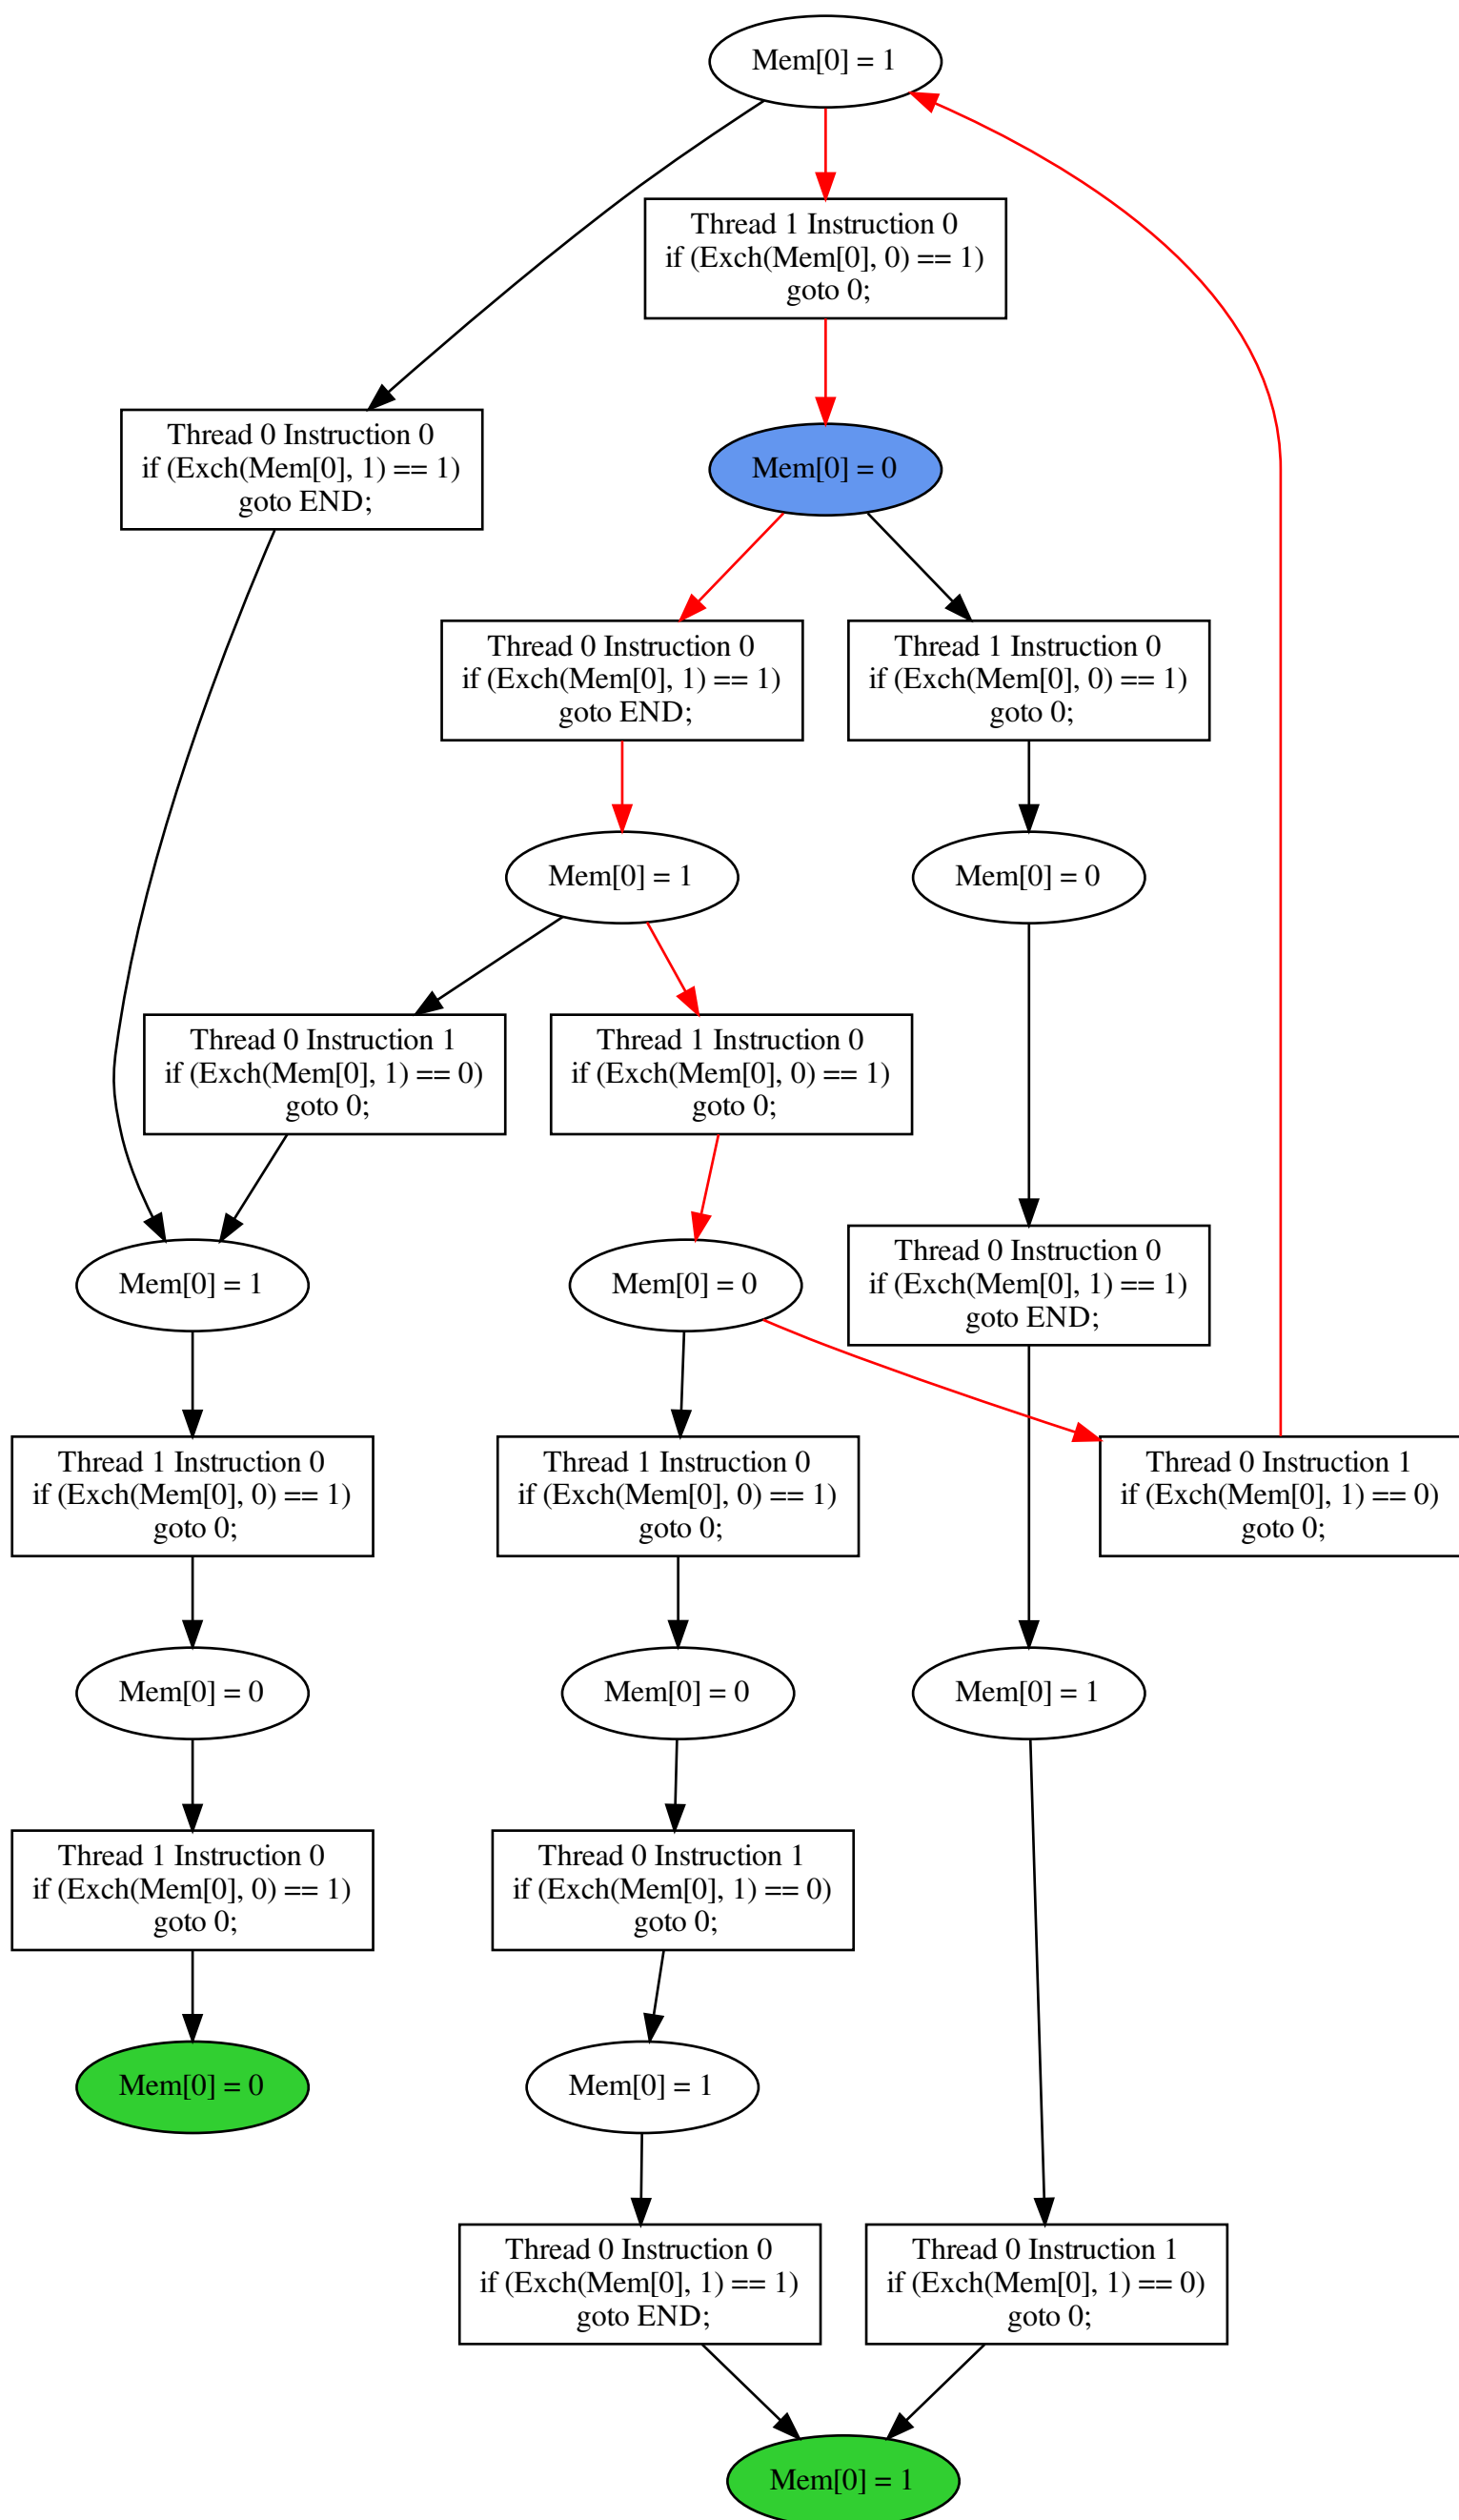 Mem[0] = 1
Thread 1 Instruction 0
if (Exch(Mem[0], 0) == 1)
goto 0;
Thread 0 Instruction 0
if (Exch(Mem[0], 1) == 1)
goto END;
Mem[0] = 0
Thread 0 Instruction 0
if (Exch(Mem[0], 1) == 1)
goto END;
Thread 1 Instruction 0
if (Exch(Mem[0], 0) == 1)
goto 0;
Mem[0] = 1
Mem[0] = 0
Thread 0 Instruction 1
if (Exch(Mem[0], 1) == 0)
goto 0;
Thread 1 Instruction 0
if (Exch(Mem[0], 0) == 1)
goto 0;
Mem[0] = 1
Mem[0] = 0
Thread 0 Instruction 0
if (Exch(Mem[0], 1) == 1)
goto END;
Thread 1 Instruction 0
if (Exch(Mem[0], 0) == 1)
goto 0;
Thread 1 Instruction 0
if (Exch(Mem[0], 0) == 1)
goto 0;
Thread 0 Instruction 1
if (Exch(Mem[0], 1) == 0)
goto 0;
Mem[0] = 0
Mem[0] = 0
Mem[0] = 1
Thread 1 Instruction 0
if (Exch(Mem[0], 0) == 1)
goto 0;
Thread 0 Instruction 1
if (Exch(Mem[0], 1) == 0)
goto 0;
Mem[0] = 0
Mem[0] = 1
Thread 0 Instruction 0
if (Exch(Mem[0], 1) == 1)
goto END;
Thread 0 Instruction 1
if (Exch(Mem[0], 1) == 0)
goto 0;
Mem[0] = 1